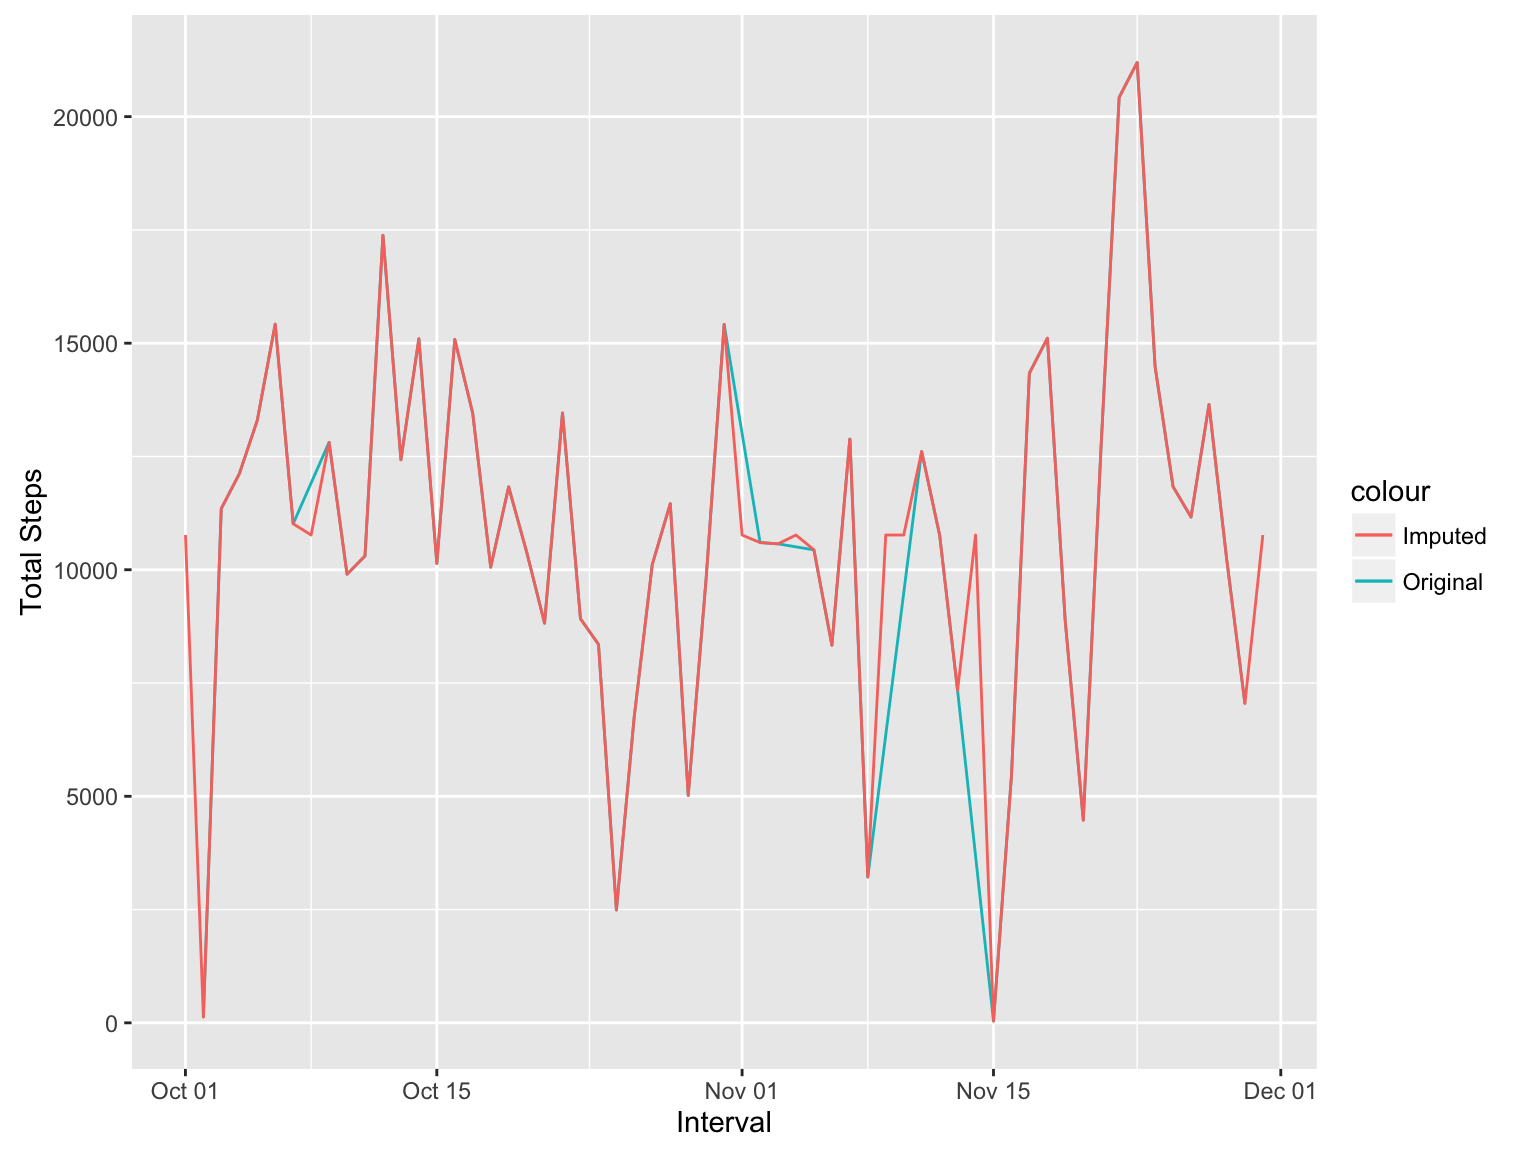 20000
15000
10000
5000
0
Total Steps
Oct 01
Oct 15
Nov 01
Nov 15
Dec 01
Interval
colour
Imputed
Original